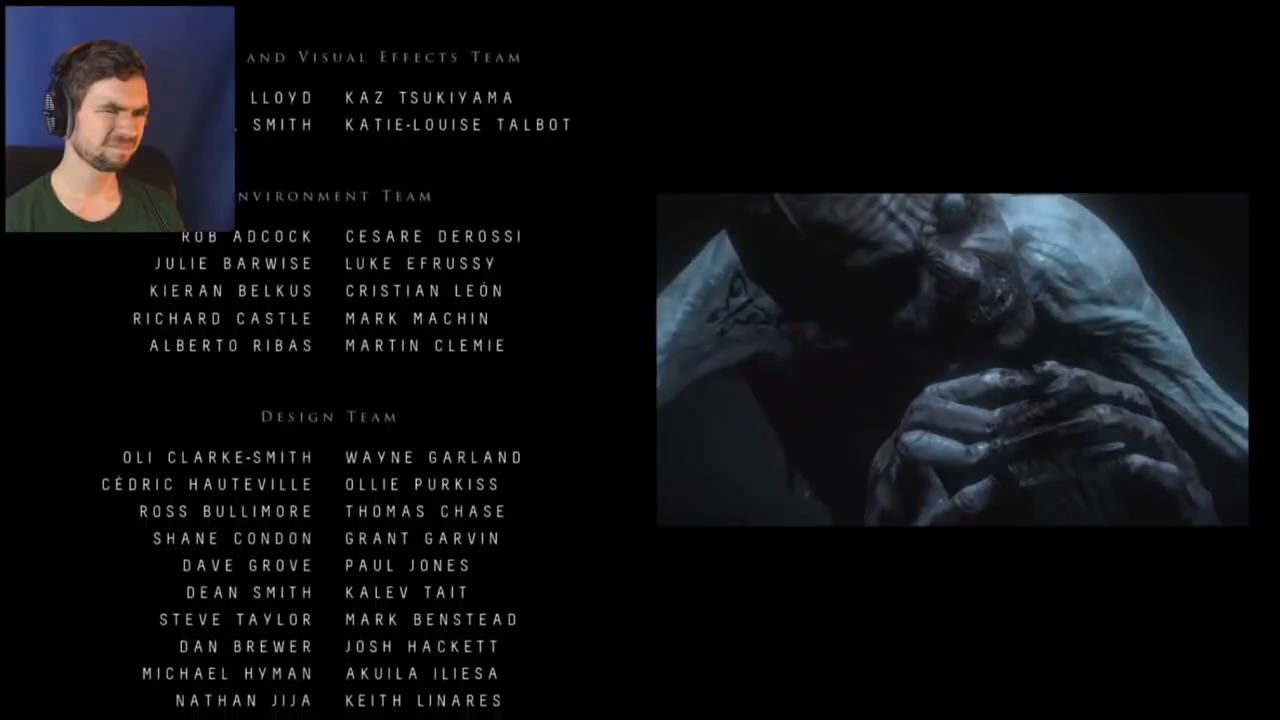 AND VISUAL EFFECTS TEAM
LLOYD KAZ TSUKIYAMA
SMITH KATIE-LOUISE TALBOT
NVIRONMENT TEAM
ROB ADCOCK CESARE DEROSSI
JULIE BARWISE LUKE EFRUSSY
KIERAN BELKUS CRISTIAN LEÓN
RICHARD CASTLE MARK MACHIN
ALBERTO RIBAS MARTIN CLEMIE
DESIGN TEAM
OLI CLARKE-SMITH WAYNE GARLAND
CÈDRIC HAUTEVILLE OLLIE PURKISS
ROSS BULLIMORE THOMAS CHASE
SHANE CONDON GRANT GARVIN
DAVE GROVE PAUL JONES
DEAN SMITH KALEV TAIT
STEVE TAYLOR MARK BENSTEAD
DAN BREWER JOSH HACKETT
MICHAEL HYMAN AKUILA ILIESA
NATHAN JIJA KEITH LINARES